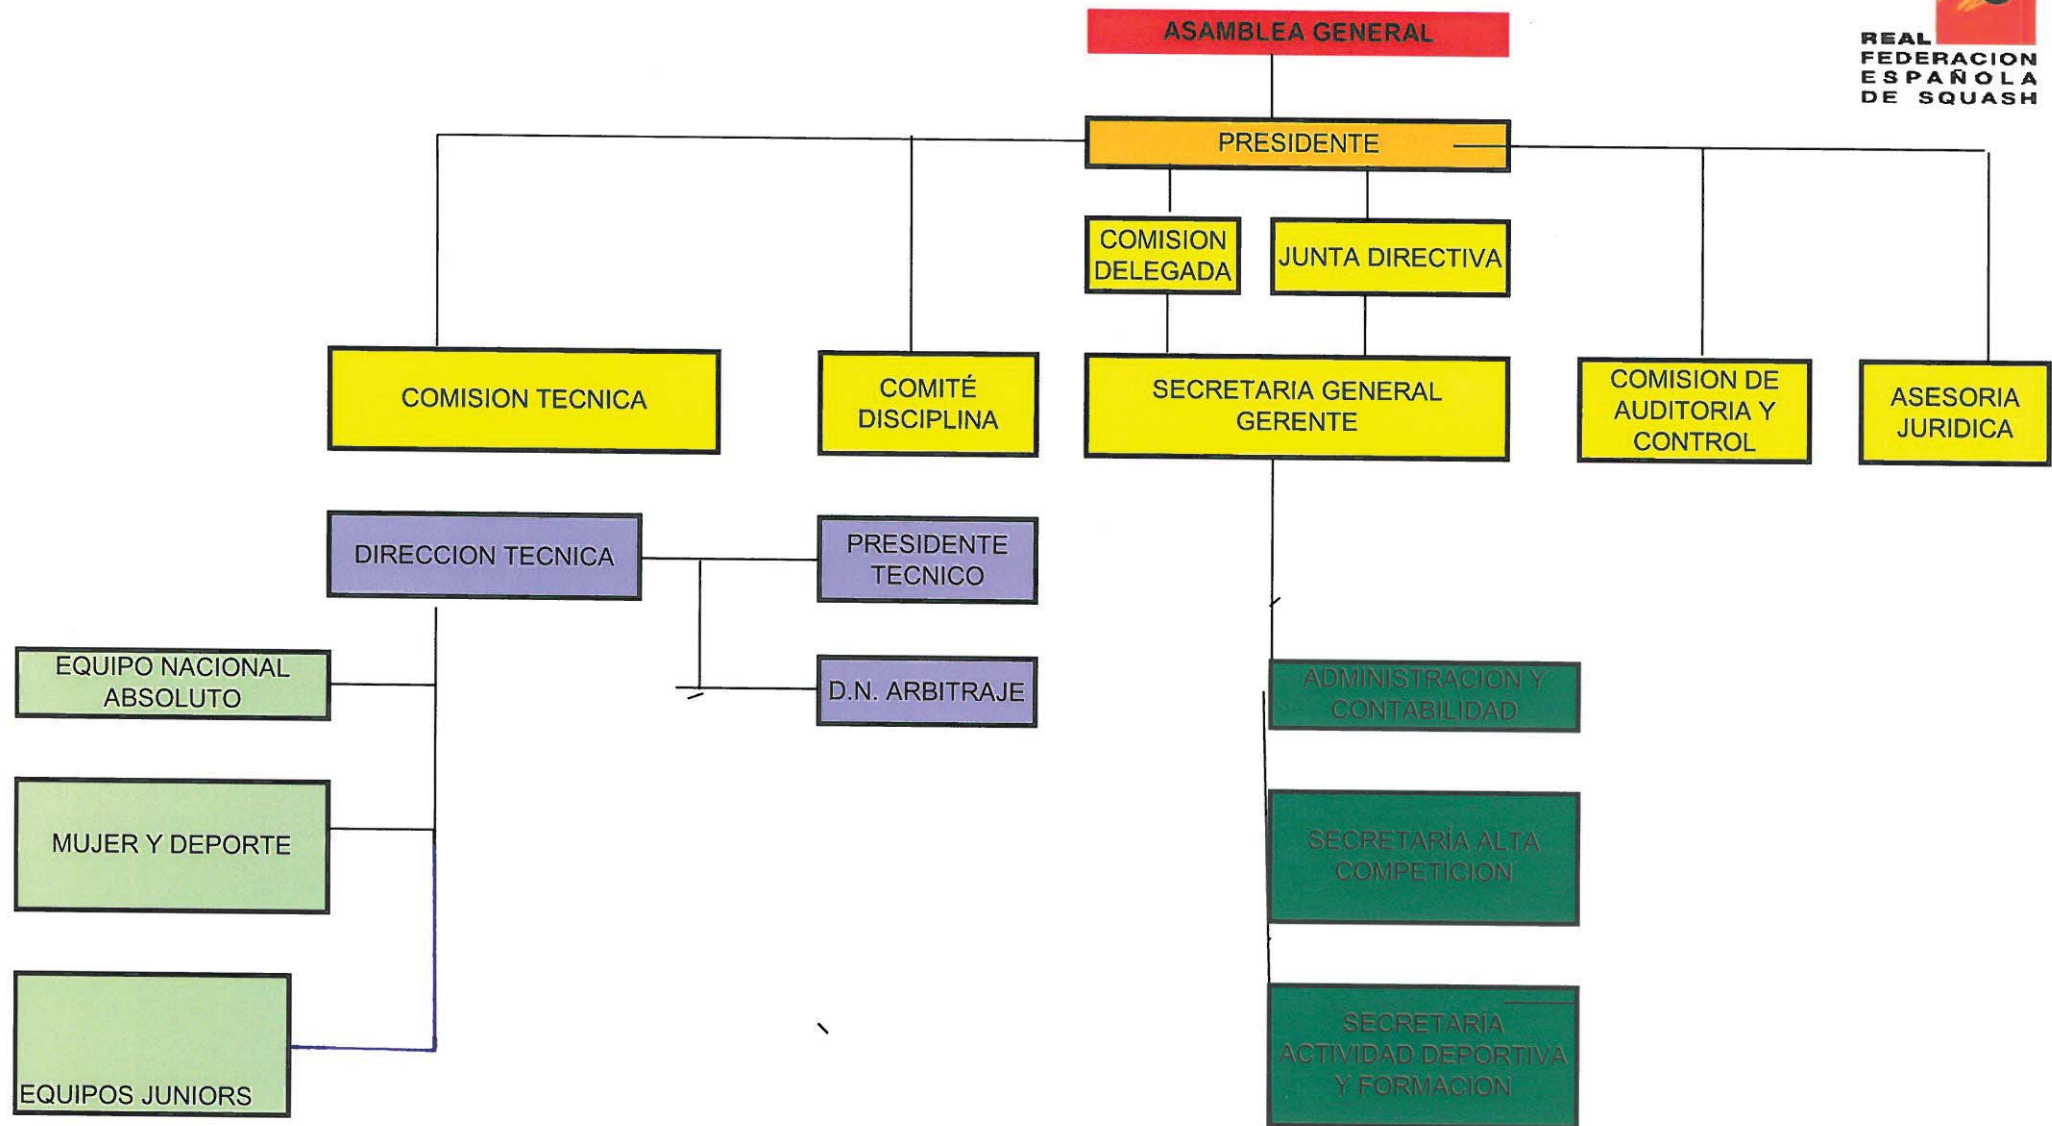 ASAMBLEA GENERAL
REAL
FEDERACION
ESPAÑOLA
DE SQUASH
PRESIDENTE
COMISION
DELEGADA
JUNTA DIRECTIVA
COMISION TECNICA
COMITÉ
DISCIPLINA
SECRETARIA GENERAL
GERENTE
COMISION DE
AUDITORIA Y
CONTROL
ASESORIA
JURIDICA
DIRECCION TECNICA
PRESIDENTE
TECNICO
EQUIPO NACIONAL
ABSOLUTO
D.N. ARBITRAJE
ADMINISTRACION Y
CONTABILIDAD
MUJER Y DEPORTE
SECRETARÍA ALTA
COMPETICION
EQUIPOS JUNIORS
SECRETARÍA
ACTIVIDAD DEPORTIVA
Y FORMACION